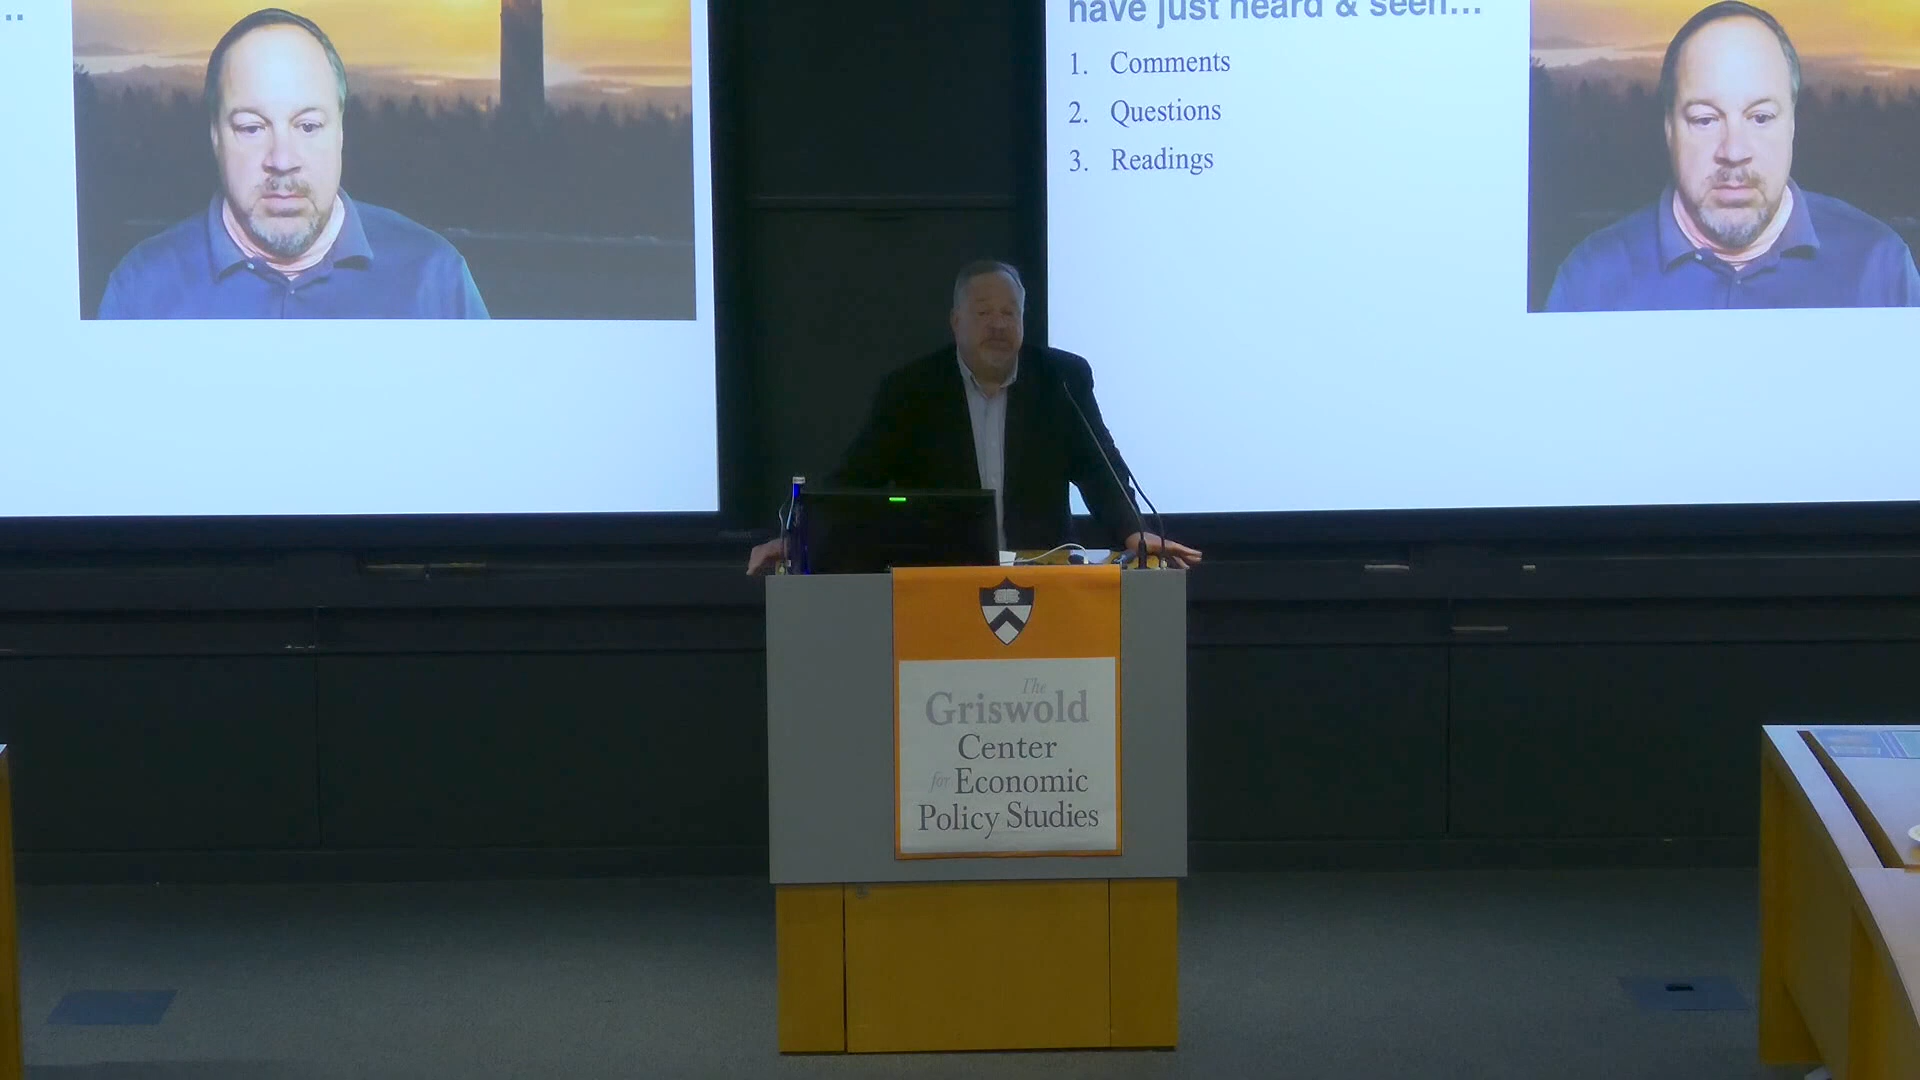 ..
have just heard & seen...
1. Comments
2. Questions
3. Readings
The
Griswold
Center
for Economic
Policy Studies